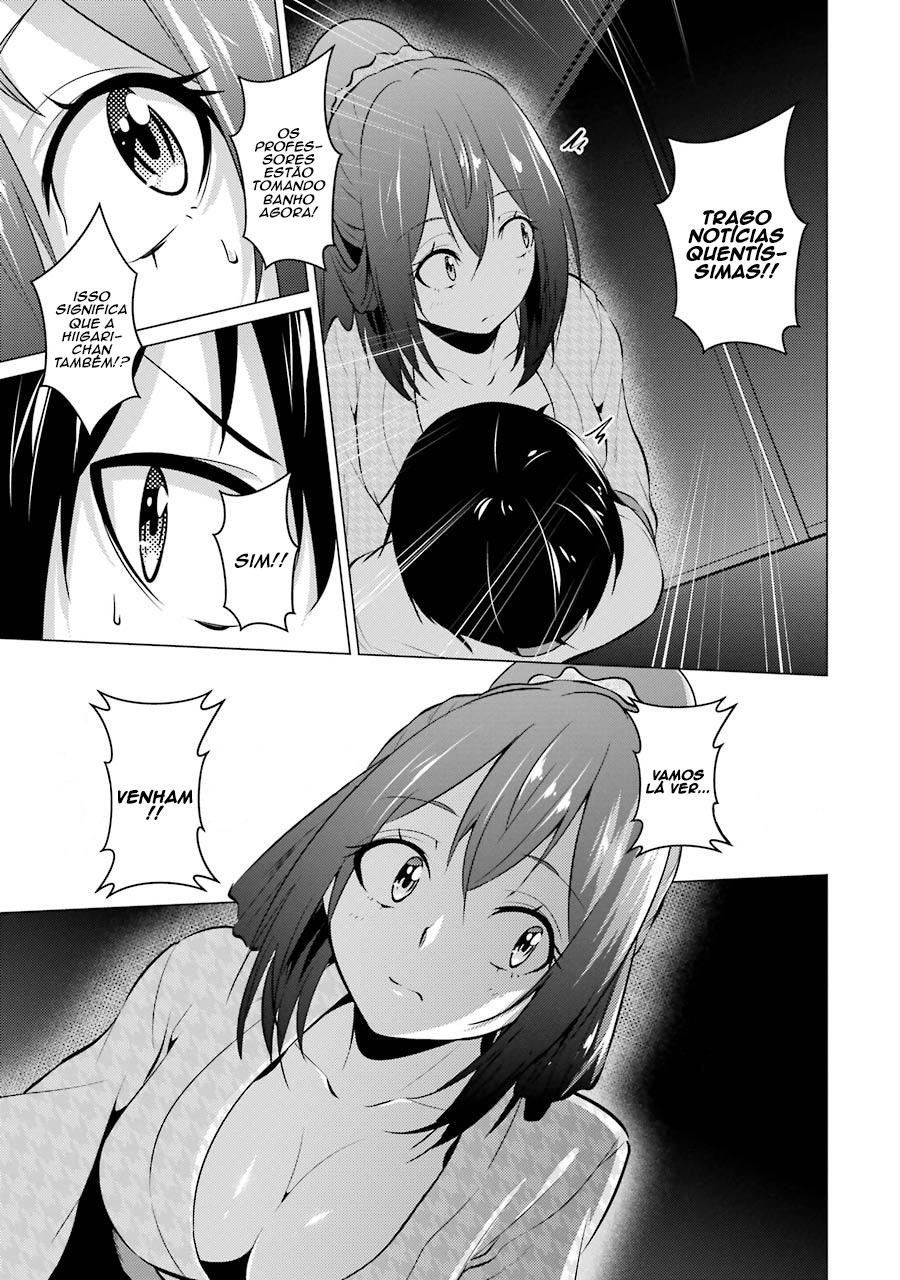 TRAGO
NOTÍCIAS
QUENTÍS-
SIMAS!!
OS
PROFES-
SORES
ESTÃO
TOMANDO
BANHO
AGORA!
ISSO
SIGNIFICA
QUE A
HIIGARI-
CHAN
TAMBÉM!?
SIM!!
VAMOS
LÁ VER...
VENHAM
!!